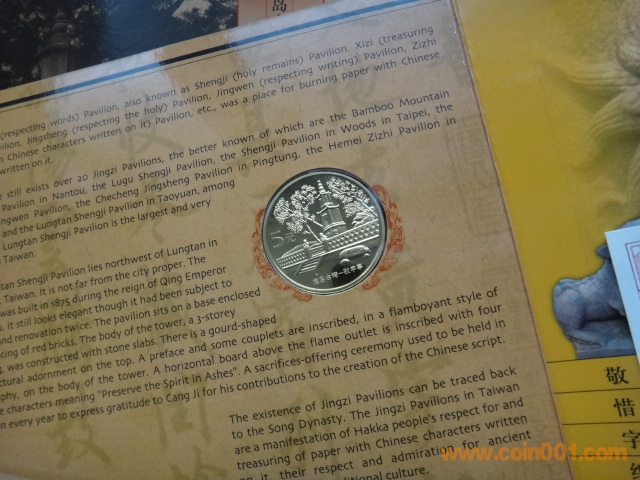 岛
(respecting words) Pavilion, also known as Shengji (holy remains) Pavilion, Xizi (treasuring
Pavilion, Jingsheng (respecting the holy) Pavilion, Jingwen (respecting writing) Pavilion, Zizhi
Chinese characters written on it) Pavilion, etc., was a place for burning paper with Chinese
written on it.
still exists over 20 Jingzi Pavilions, the better known of which are the Bamboo Mountain
Pavilion in Nantou, the Lugu Shengji Pavilion, the Shengji Pavilion in Woods in Taipei, the
Pavilion, the Checheng Jingsheng Pavilion in Pingtung, the Hemei Zizhi Pavilion in
and the Lungtan Shengji Pavilion in Taoyuan, among
Lungtan Shengji Pavilion is the largest and very
Taiwan.
Shengji Pavilion lies northwest of Lungtan in
Taiwan. It is not far from the city proper. The
was built in 1875 during the reign of Qing Emperor
It still looks elegant though it had been subject to
and renovation twice. The pavilion sits on a base enclosed
of red bricks. The body of the tower, a 3-storey
was constructed with stone slabs. There is a gourd-shaped
adornment on the top. A preface and some couplets are inscribed, in a flamboyant style of
on the body of the tower. A horizontal board above the flame outlet is inscribed with four
characters meaning "Preserve the Spirit in Ashes". A sacrifices-offering ceremony used to be held in
every year to express gratitude to Cang Ji for his contributions to the creation of the Chinese script.
The existence of Jingzi Pavilions can be traced back
to the Song Dynasty. The Jingzi Pavilions in Taiwan
are a manifestation of Hakka people's respect for and
treasuring of paper with Chinese characters written
on it, their respect and admiration for ancient
culture.
5元
宝岛台湾—敬字亭
敬
惜
字
www.coin001.com